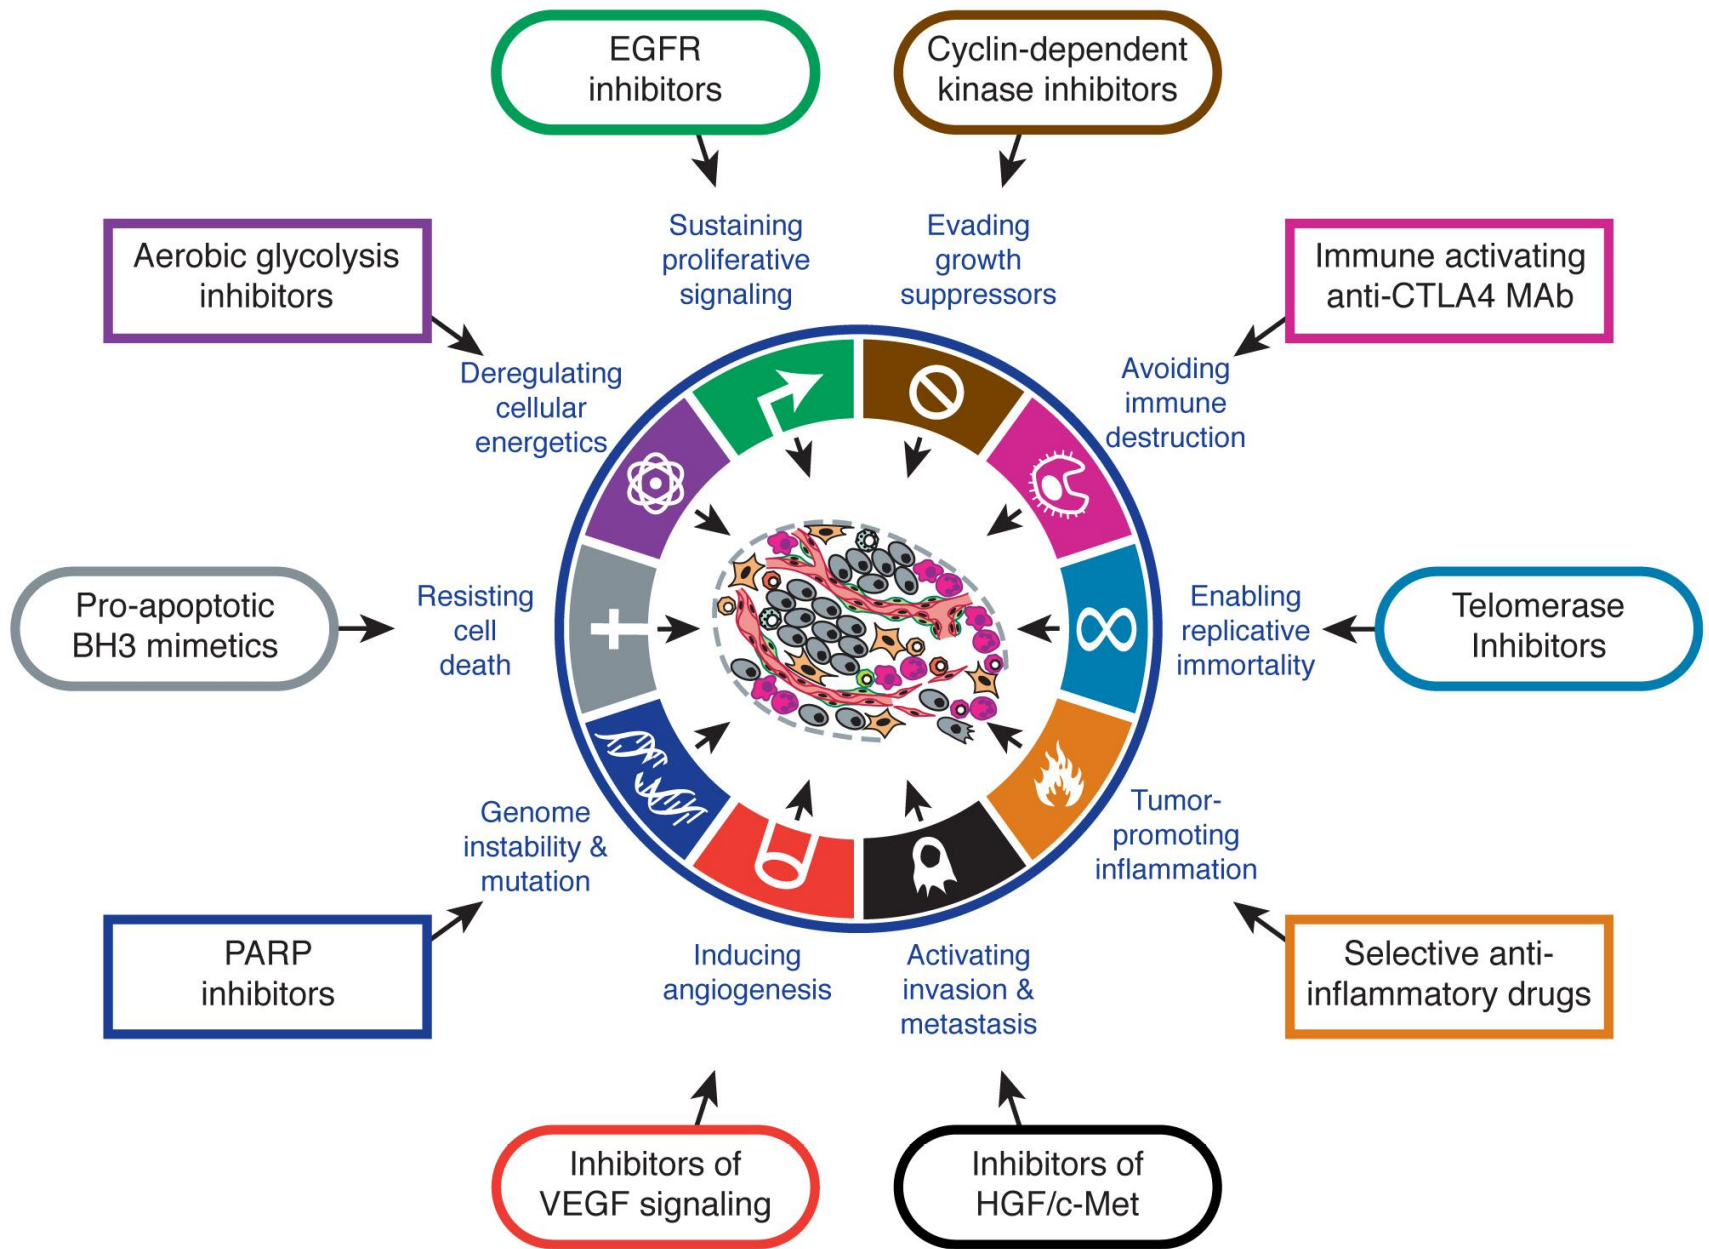 EGFR
inhibitors
Cyclin-dependent
kinase inhibitors
Sustaining
proliferative
signaling
Evading
growth
suppressors
Aerobic glycolysis
inhibitors
Immune activating
anti-CTLA4 MAb
Deregulating
cellular
energetics
Avoiding
immune
destruction
Pro-apoptotic
BH3 mimetics
Resisting
cell
death
Enabling
replicative
immortality
Telomerase
Inhibitors
Genome
instability &
mutation
Tumor-
promoting
inflammation
PARP
inhibitors
Inducing
angiogenesis
Activating
invasion &
metastasis
Selective anti-
inflammatory drugs
Inhibitors of
VEGF signaling
Inhibitors of
HGF/c-Met